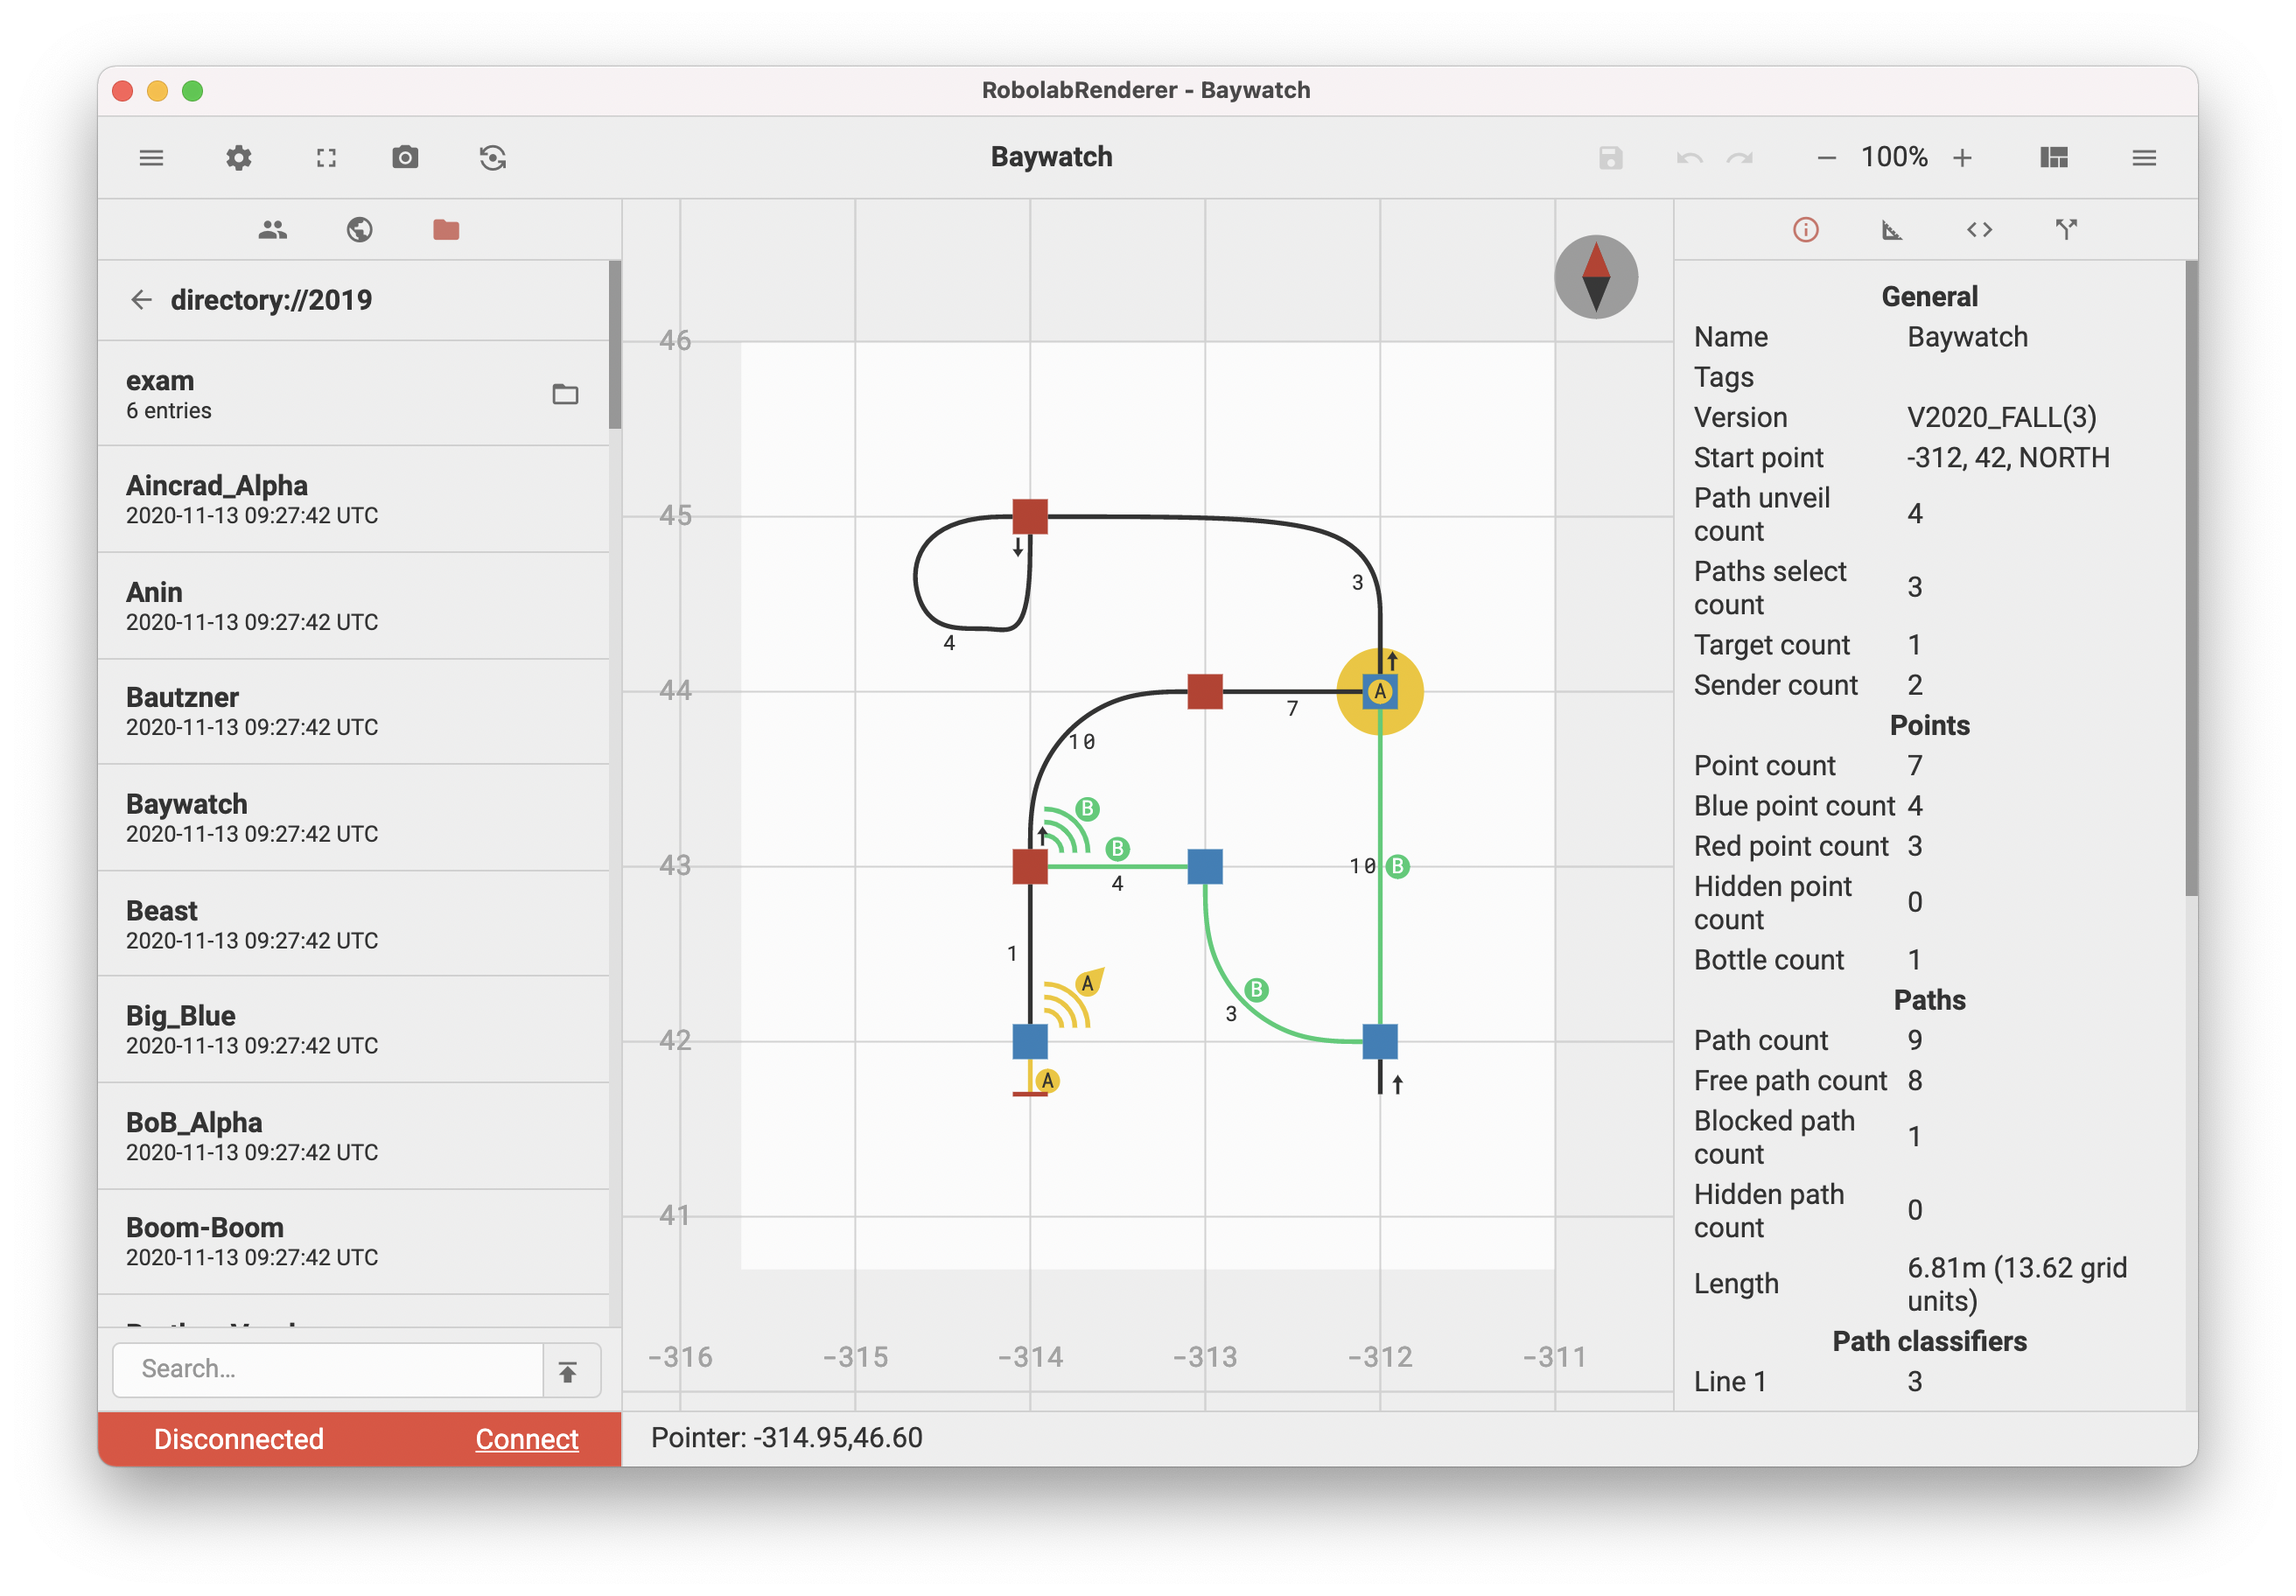 RobolabRenderer - Baywatch
Baywatch
100%
directory://2019
exam
6 entries
Aincrad_Alpha
2020-11-13 09:27:42 UTC
Anin
2020-11-13 09:27:42 UTC
Bautzner
2020-11-13 09:27:42 UTC
Baywatch
2020-11-13 09:27:42 UTC
Beast
2020-11-13 09:27:42 UTC
Big_Blue
2020-11-13 09:27:42 UTC
BoB_Alpha
2020-11-13 09:27:42 UTC
Boom-Boom
2020-11-13 09:27:42 UTC
Search...
Disconnected Connect
46
45
3
4
44
A
7
10
B
B
43
4
10 B
1
A
B
3
42
A
41
-316 -315 -314 -313 -312 -311
Pointer: -314.95,46.60
General
Name Baywatch
Tags
Version V2020_FALL(3)
Start point -312, 42, NORTH
Path unveil
count 4
Paths select
count 3
Target count 1
Sender count 2
Points
Point count 7
Blue point count 4
Red point count 3
Hidden point
count 0
Bottle count 1
Paths
Path count 9
Free path count 8
Blocked path
count 1
Hidden path
count 0
Length 6.81m (13.62 grid
units)
Path classifiers
Line 1 3